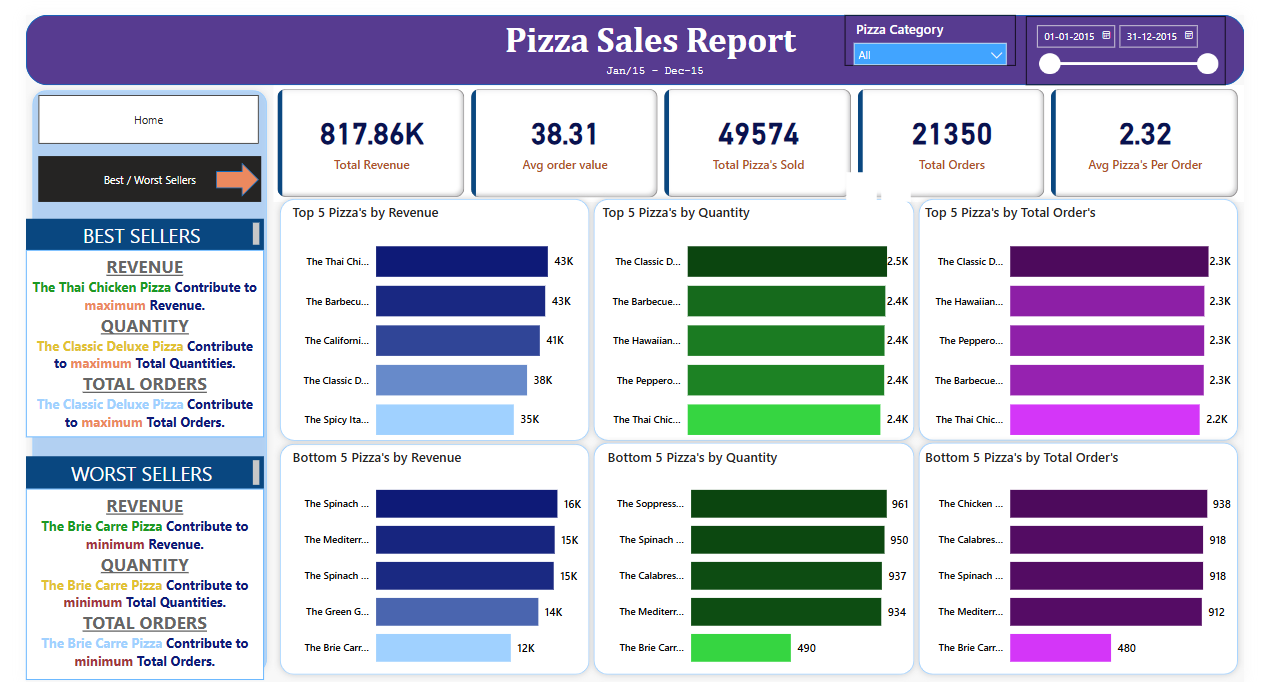 Pizza Sales Report
Jan/15 - Dec-15
Pizza Category
All
01-01-2015
31-12-2015
Home
Best / Worst Sellers
817.86K
Total Revenue
38.31
Avg order value
49574
Total Pizza's Sold
21350
Total Orders
2.32
Avg Pizza's Per Order
BEST SELLERS
REVENUE
The Thai Chicken Pizza Contribute to
maximum Revenue.
QUANTITY
The Classic Deluxe Pizza Contribute
to maximum Total Quantities.
TOTAL ORDERS
The Classic Deluxe Pizza Contribute
to maximum Total Orders.
WORST SELLERS
REVENUE
The Brie Carre Pizza Contribute to
minimum Revenue.
QUANTITY
The Brie Carre Pizza Contribute to
minimum Total Quantities.
TOTAL ORDERS
The Brie Carre Pizza Contribute to
minimum Total Orders.
Top 5 Pizza's by Revenue
The Thai Chi... 43K
The Barbecu... 43K
The Californi... 41K
The Classic D... 38K
The Spicy Ita... 35K
Top 5 Pizza's by Quantity
The Classic D... 2.5K
The Barbecue... 2.4K
The Hawaiian... 2.4K
The Peppero... 2.4K
The Thai Chic... 2.4K
Top 5 Pizza's by Total Order's
The Classic D... 2.3K
The Hawaiian... 2.3K
The Peppero... 2.3K
The Barbecue... 2.3K
The Thai Chic... 2.2K
Bottom 5 Pizza's by Revenue
The Spinach ... 16K
The Mediterr... 15K
The Spinach ... 15K
The Green G... 14K
The Brie Carr... 12K
Bottom 5 Pizza's by Quantity
The Soppress... 961
The Spinach ... 950
The Calabres... 937
The Mediterr... 934
The Brie Carr... 490
Bottom 5 Pizza's by Total Order's
The Chicken ... 938
The Calabres... 918
The Spinach ... 918
The Mediterr... 912
The Brie Carr... 480